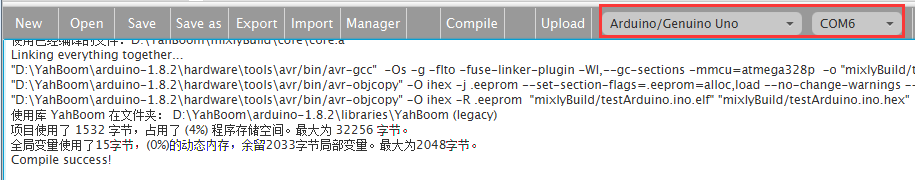 New Open Save Save as Export Import Manager Compile Upload Arduino/Genuino Uno COM6
使用已经编译的文件：D:\YahBoom\mixlyBuild\core\core.a
Linking everything together...
"D:\YahBoom\arduino-1.8.2\hardware\tools\avr/bin/avr-gcc" -Os -g -flto -fuse-linker-plugin -Wl,--gc-sections -mmcu=atmega328p -o "mixlyBuild/t
"D:\YahBoom\arduino-1.8.2\hardware\tools\avr/bin/avr-objcopy" -O ihex -j .eeprom --set-section-flags=.eeprom=alloc,load --no-change-warnings --
"D:\YahBoom\arduino-1.8.2\hardware\tools\avr/bin/avr-objcopy" -O ihex -R .eeprom "mixlyBuild/testArduino.ino.elf" "mixlyBuild/testArduino.ino.hex"
使用库 YahBoom 在文件夹： D:\YahBoom\arduino-1.8.2\libraries\YahBoom (legacy)
项目使用了 1532 字节，占用了 (4%) 程序存储空间。最大为 32256 字节。
全局变量使用了15字节，(0%)的动态内存，余留2033字节局部变量。最大为2048字节。
Compile success!